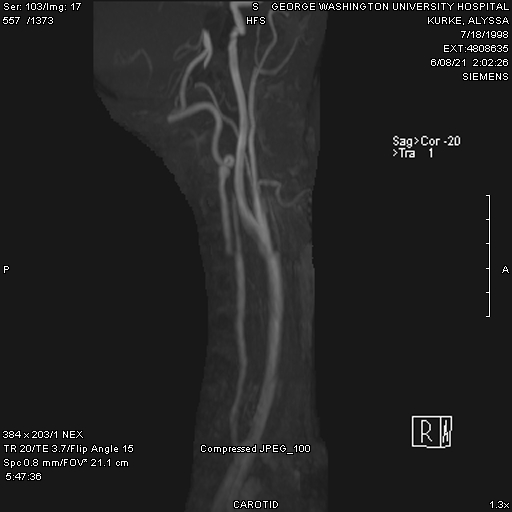 Ser: 103/Img: 17
557 /1373
S
HFS
GEORGE WASHINGTON UNIVERSITY HOSPITAL
KURKE, ALYSSA
7/18/1998
EXT:4808635
6/08/21 2:02:26
SIEMENS
Sag>Cor -20
>Tra 1
P
A
R
A
384 x 203/1 NEX
TR 20/TE 3.7/Flip Angle 15
Spc 0.8 mm/FOV* 21.1 cm
5:47:36
Compressed JPEG_100
CAROTID
1.3x